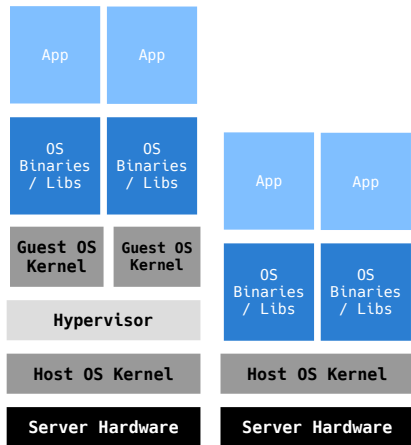 App
App
OS
Binaries
/ Libs
OS
Binaries
/ Libs
Guest OS
Kernel
Guest OS
Kernel
Hypervisor
Host OS Kernel
Server Hardware
App
App
OS
Binaries
/ Libs
OS
Binaries
/ Libs
Host OS Kernel
Server Hardware